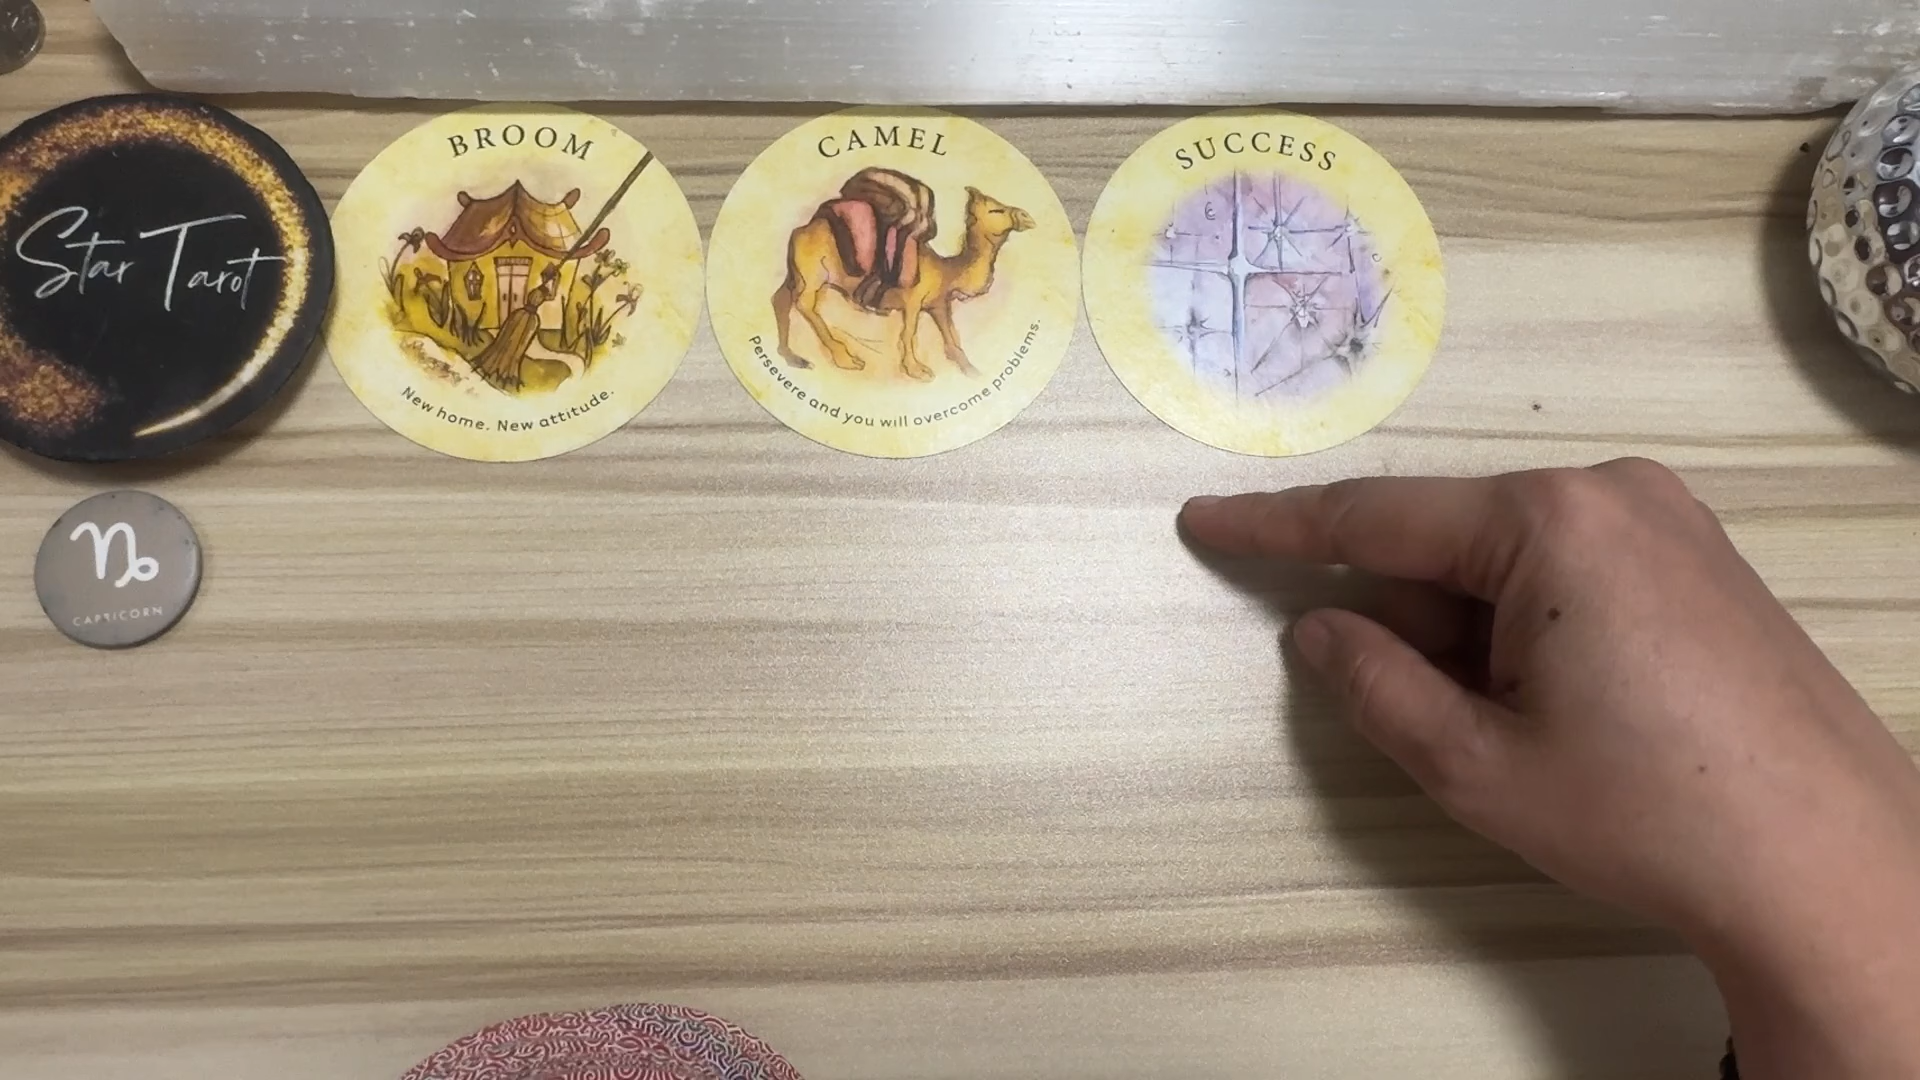 Star Tarot
BROOM
New home. New attitude.
CAMEL
Persevere and you will overcome problems.
SUCCESS
CAPRICORN